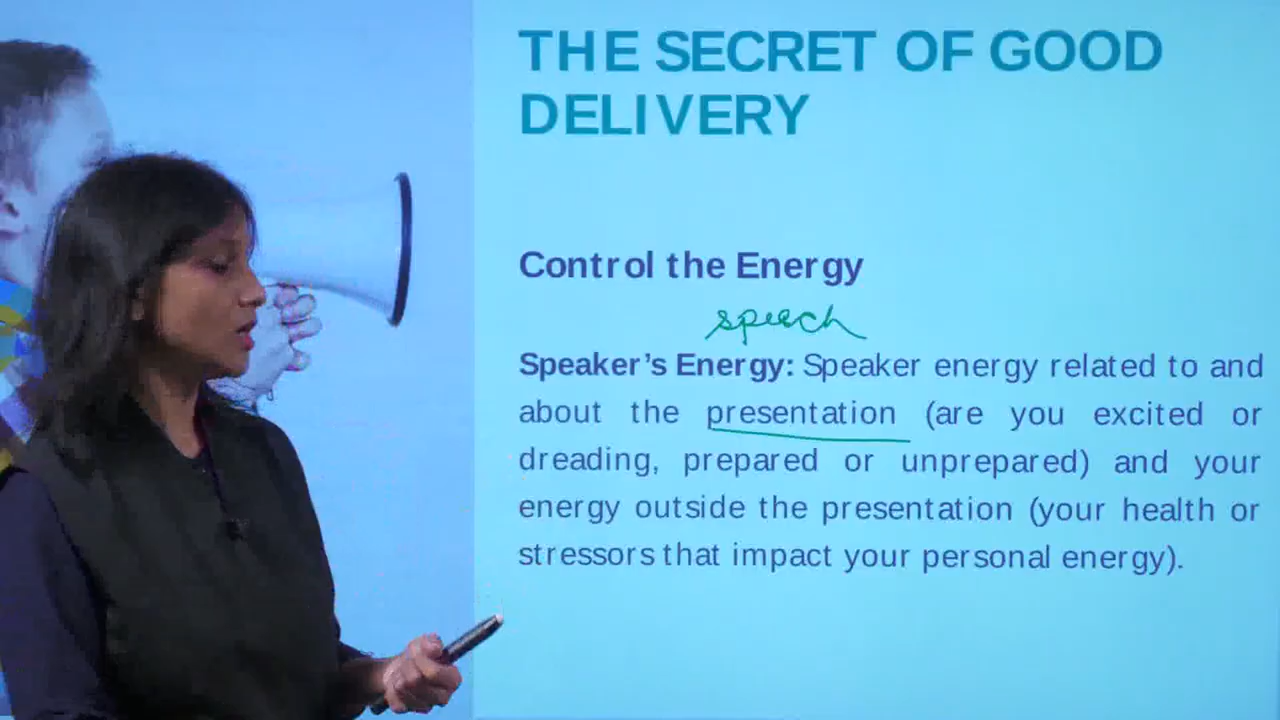 THE SECRET OF GOOD
DELIVERY
Control the Energy
speech
Speaker's Energy: Speaker energy related to and
about the presentation (are you excited or
dreading, prepared or unprepared) and your
energy outside the presentation (your health or
stressors that impact your personal energy).